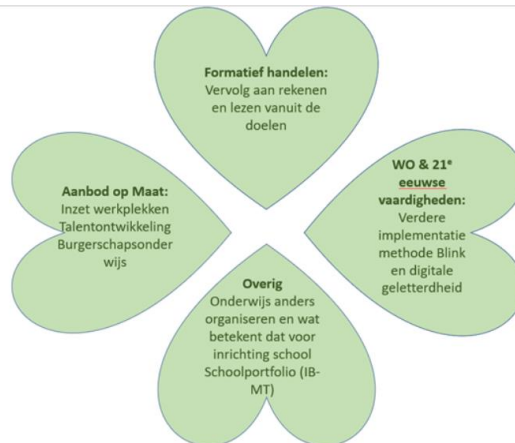 Formatief handelen:
Vervolg aan rekenen
en lezen vanuit de
doelen
Aanbod op Maat:
Inzet werkplekken
Talentontwikkeling
Burgerschapsonder
wijs
WO & 21ᵉ
eeuwse
vaardigheden:
Verdere
implementatie
methode Blink
en digitale
geletterdheid
Overig
Onderwijs anders
organiseren en wat
betekent dat voor
inrichting school
Schoolportfolio (IB-
MT)